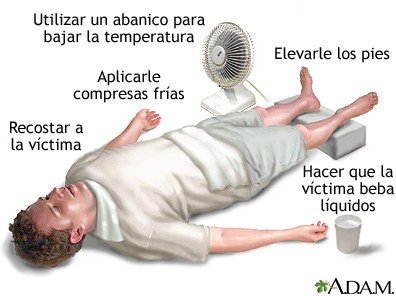 Utilizar un abanico para
bajar la temperatura
Elevarle los pies
Aplicarle
compresas frías
Recostar a
la víctima
Hacer que la
víctima beba
líquidos
ADAM.